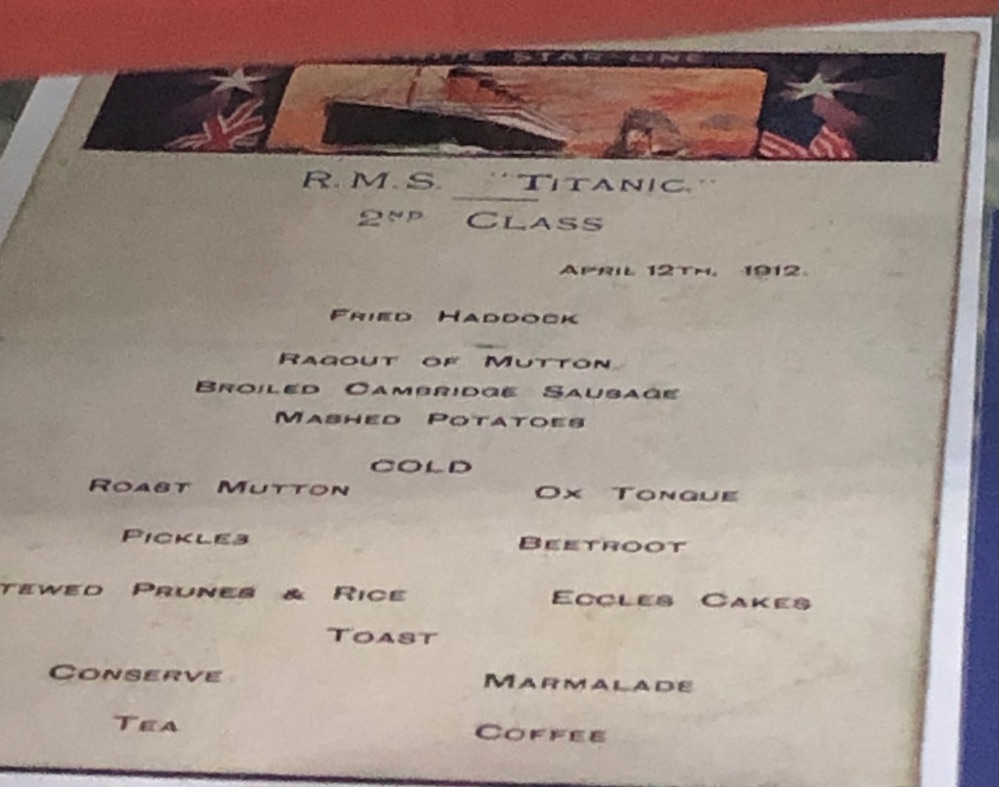 STAR LINE
R.M.S. "TITANIC."
2ND CLASS
APRIL 12TH, 1912.
FRIED HADDOCK
RAGOUT OF MUTTON
BROILED CAMBRIDGE SAUSAGE
MASHED POTATOES
COLD
ROAST MUTTON OX TONGUE
PICKLES BEETROOT
TEWED PRUNES & RICE ECCLES CAKES
TOAST
CONSERVE MARMALADE
TEA COFFEE